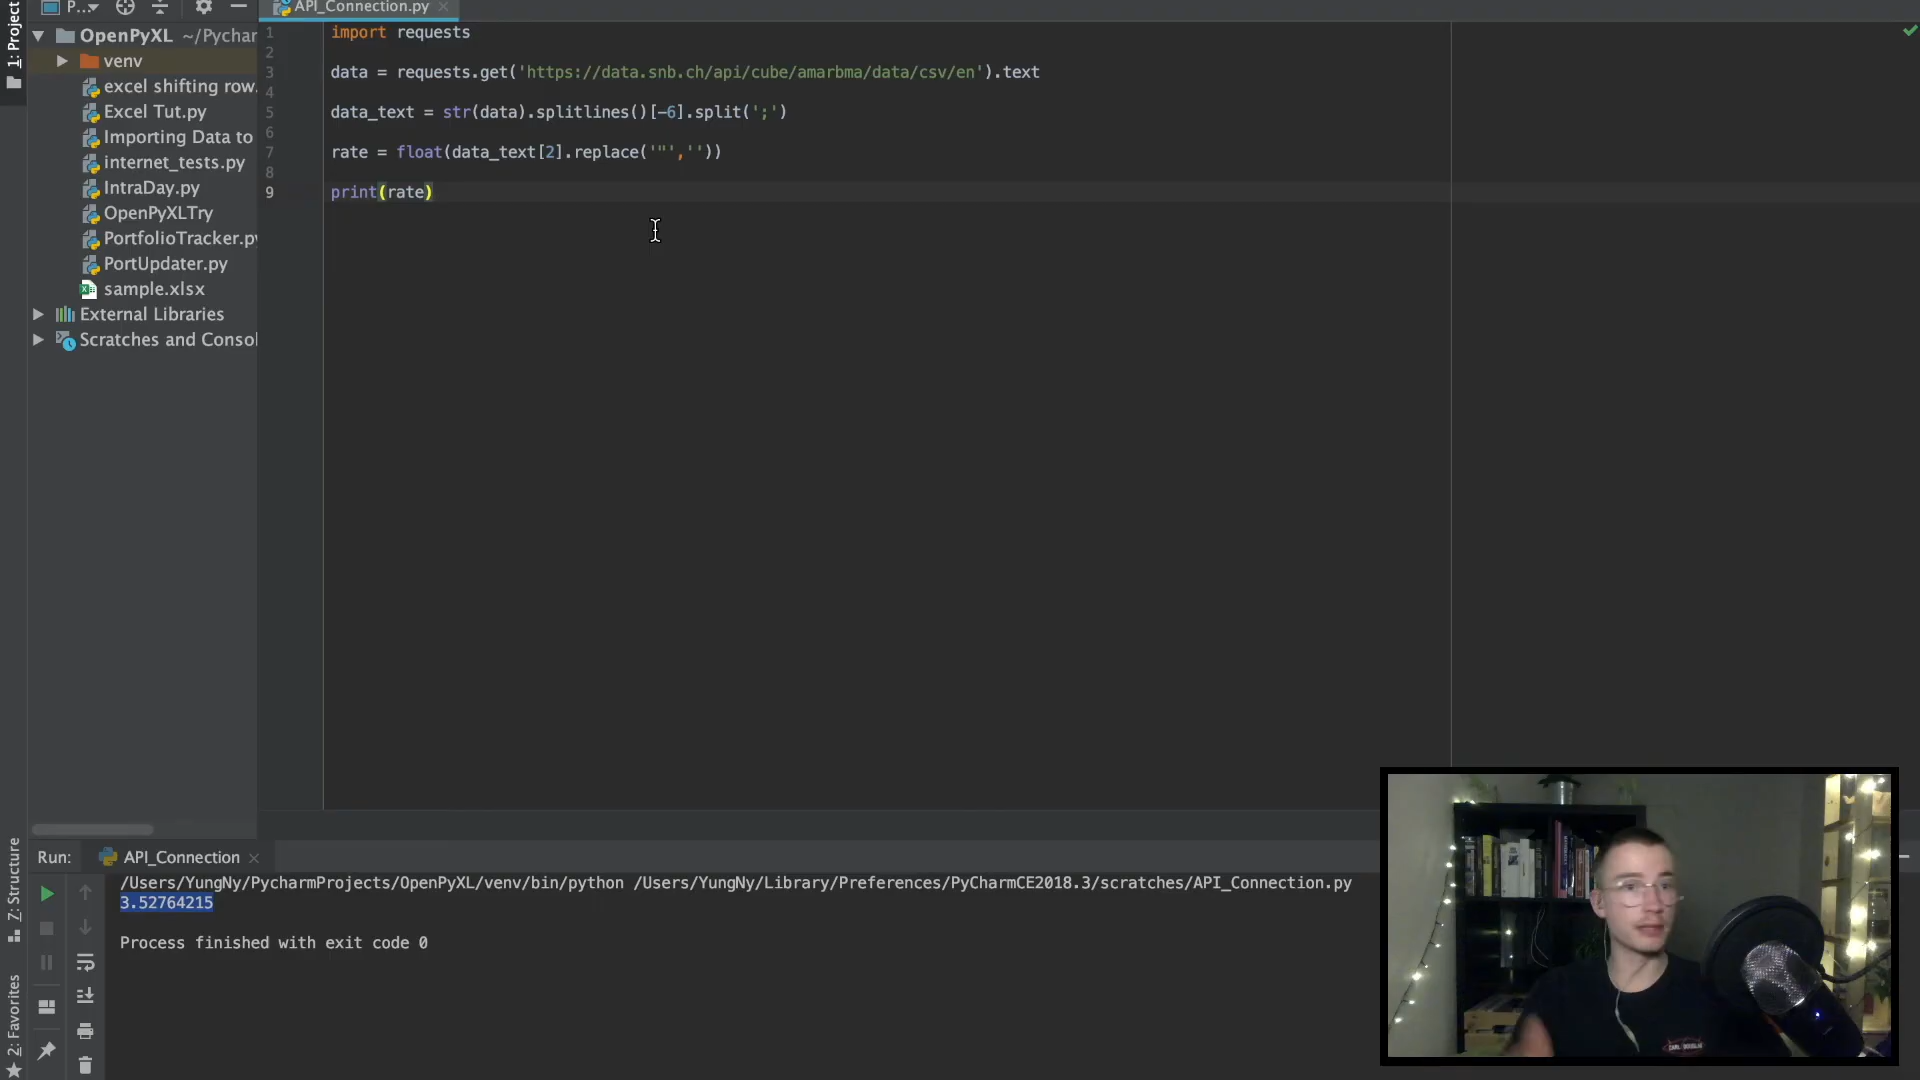 P...
API_Connection.py
1: Project
OpenPyXL ~/Pychar
venv
excel shifting row.
Excel Tut.py
Importing Data to
internet_tests.py
IntraDay.py
OpenPyXLTry
PortfolioTracker.py
PortUpdater.py
sample.xlsx
External Libraries
Scratches and Consol
1 import requests
2
3 data = requests.get('https://data.snb.ch/api/cube/amarbma/data/csv/en').text
4
5 data_text = str(data).splitlines()[-6].split(';')
6
7 rate = float(data_text[2].replace('"',''))
8
9 print(rate)
Z: Structure
2: Favorites
Run: API_Connection
/Users/YungNy/PycharmProjects/OpenPyXL/venv/bin/python /Users/YungNy/Library/Preferences/PyCharmCE2018.3/scratches/API_Connection.py
3.52764215
Process finished with exit code 0